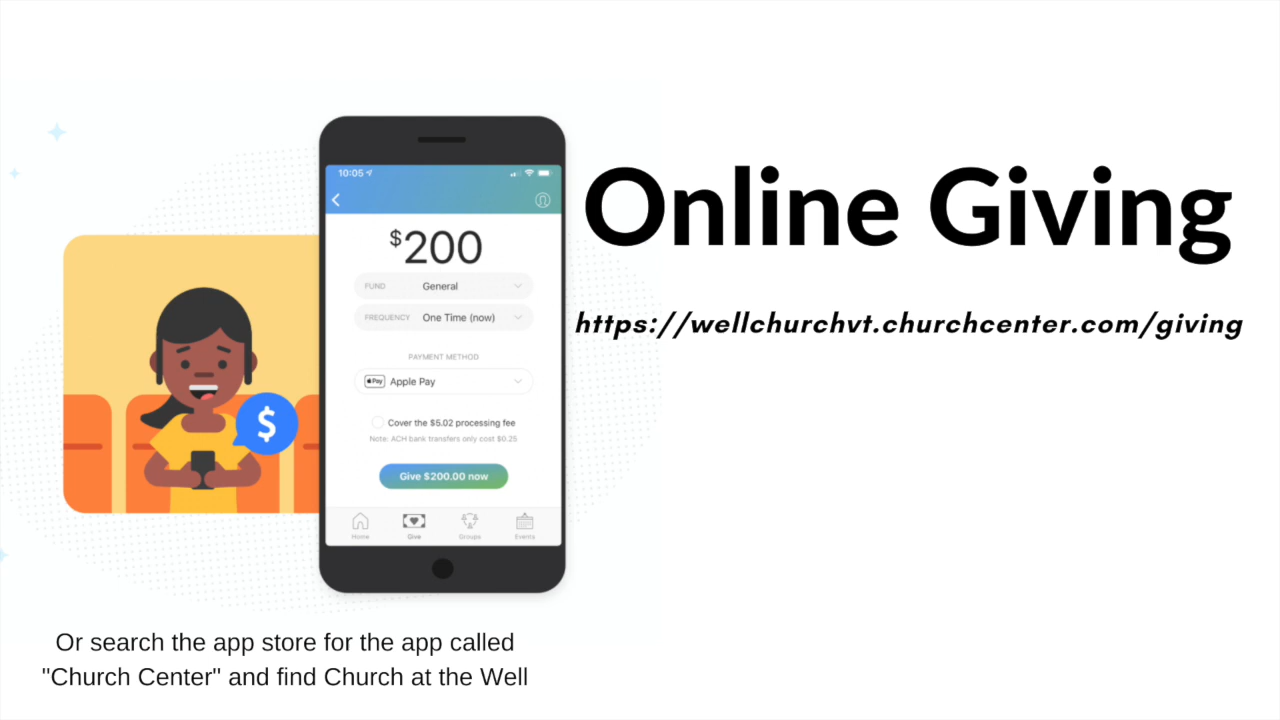 Online Giving
https://wellchurchvt.churchcenter.com/giving
10:05
$200
FUND General
FREQUENCY One Time (now)
PAYMENT METHOD
Pay Apple Pay
Cover the $5.02 processing fee
Note: ACH bank transfers only cost $0.25
Give $200.00 now
Home Give Groups Events
$
Or search the app store for the app called
"Church Center" and find Church at the Well